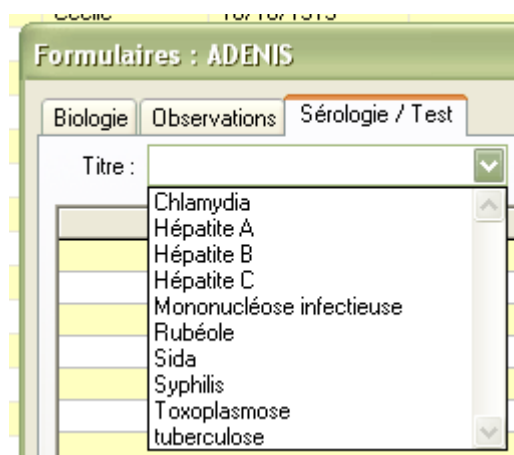 Formulaires : ADENIS
Biologie Observations Sérologie / Test
Titre :
Chlamydia
Hépatite A
Hépatite B
Hépatite C
Mononucléose infectieuse
Rubéole
Sida
Syphilis
Toxoplasmose
tuberculose